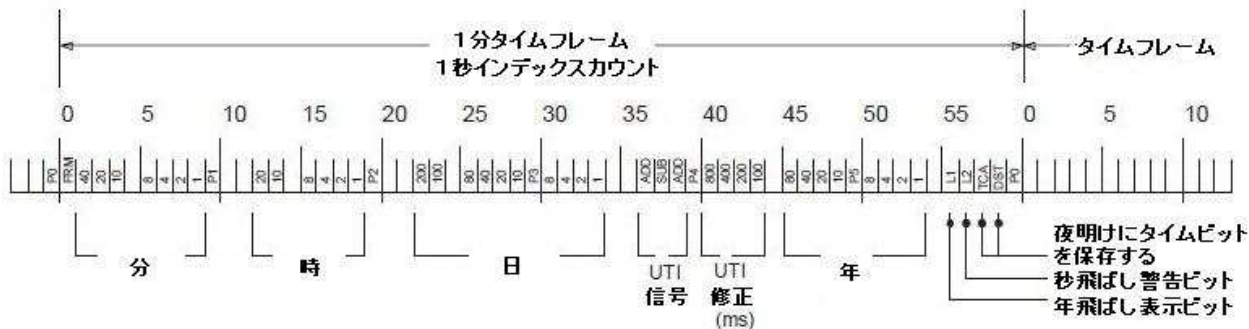 1分タイムフレーム
1秒インデックスカウント
タイムフレーム
0 5 10 15 20 25 30 35 40 45 50 55 0 5 10
P0 FRM 40 20 10 8 4 2 1 P1 20 10 8 4 2 1 P2 200 100 80 40 20 10 P3 8 4 2 1 ADD SUB ADD P4 800 400 200 100 80 40 20 10 P5 8 4 2 1 L1 L2 TCA DST P0
分
時
日
UTI
信号
UTI
修正
(ms)
年
夜明けにタイムビット
を保存する
秒飛ばし警告ビット
年飛ばし表示ビット